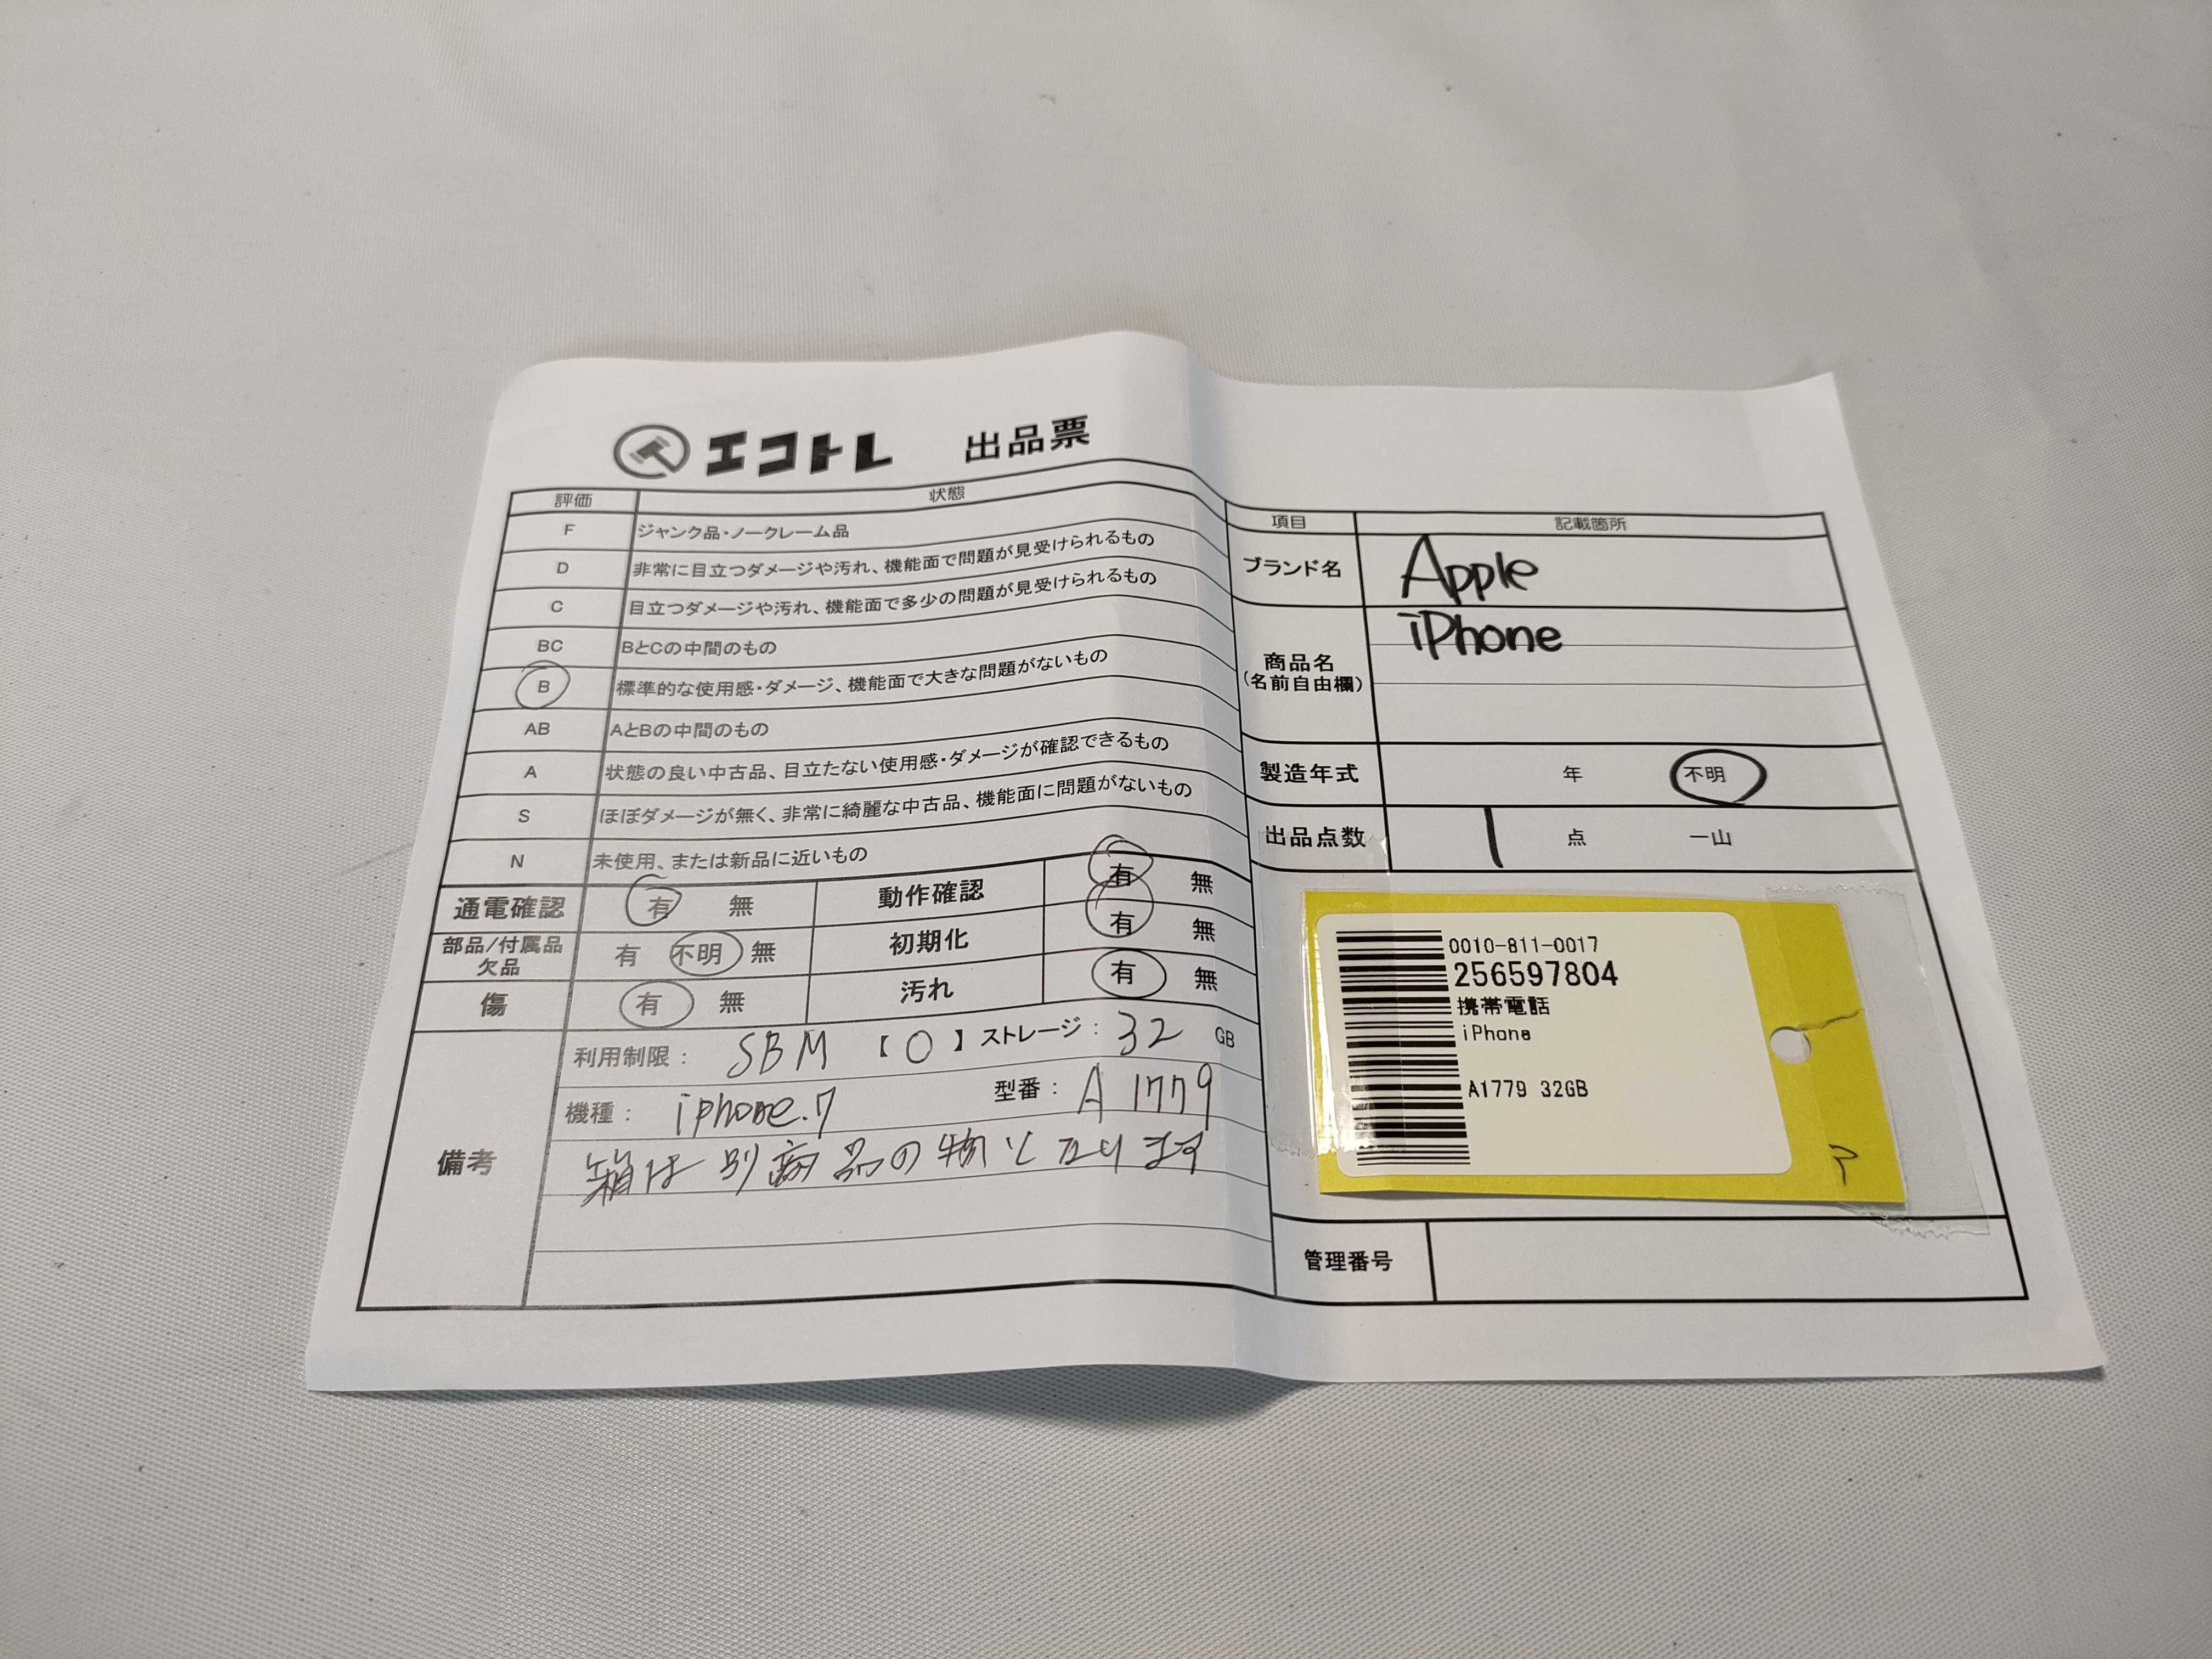 エコトレ 出品票
評価 状態
F ジャンク品・ノークレーム品
D 非常に目立つダメージや汚れ、機能面で問題が見受けられるもの
C 目立つダメージや汚れ、機能面で多少の問題が見受けられるもの
BC BとCの中間のもの
B 標準的な使用感・ダメージ、機能面で大きな問題がないもの
AB AとBの中間のもの
A 状態の良い中古品、目立たない使用感・ダメージが確認できるもの
S ほぼダメージが無く、非常に綺麗な中古品、機能面に問題がないもの
N 未使用、または新品に近いもの
通電確認 有 無 動作確認 有 無
部品/付属品欠品 有 不明 無 初期化 有 無
傷 有 無 汚れ 有 無
備考
利用制限: SBM 【○】 ストレージ: 32 GB
機種: iphone.7 型番: A1779
箱は別商品の物となります
項目 記載箇所
ブランド名 Apple
商品名 iPhone
(名前自由欄)
製造年式 年 不明
出品点数 1 点 一山
0010-811-0017
256597804
携帯電話
iPhone
A1779 32GB
管理番号